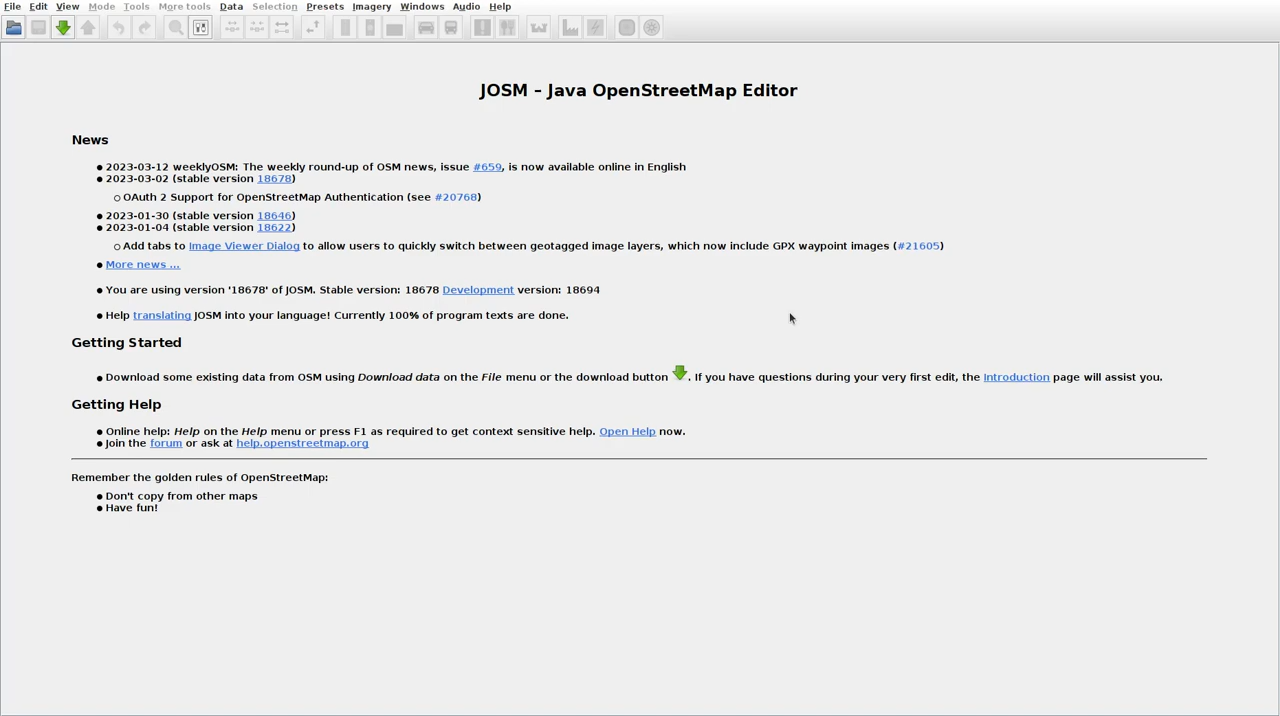 File Edit View Mode Tools More tools Data Selection Presets Imagery Windows Audio Help
JOSM – Java OpenStreetMap Editor
News
2023-03-12 weeklyOSM: The weekly round-up of OSM news, issue #659, is now available online in English
2023-03-02 (stable version 18678)
OAuth 2 Support for OpenStreetMap Authentication (see #20768)
2023-01-30 (stable version 18646)
2023-01-04 (stable version 18622)
Add tabs to Image Viewer Dialog to allow users to quickly switch between geotagged image layers, which now include GPX waypoint images (#21605)
More news ...
You are using version '18678' of JOSM. Stable version: 18678 Development version: 18694
Help translating JOSM into your language! Currently 100% of program texts are done.
Getting Started
Download some existing data from OSM using Download data on the File menu or the download button . If you have questions during your very first edit, the Introduction page will assist you.
Getting Help
Online help: Help on the Help menu or press F1 as required to get context sensitive help. Open Help now.
Join the forum or ask at help.openstreetmap.org
Remember the golden rules of OpenStreetMap:
Don't copy from other maps
Have fun!